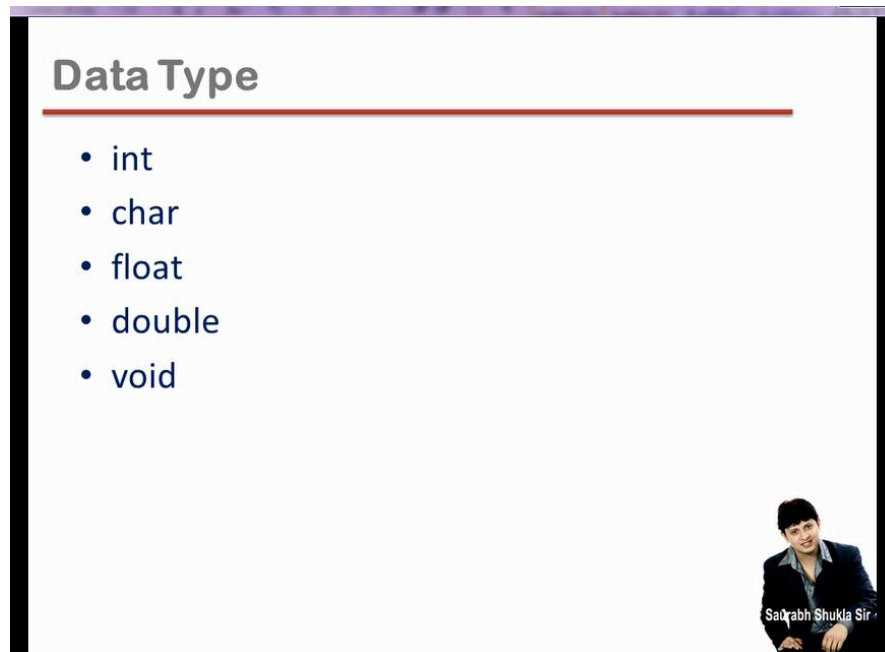 Data Type
• int
• char
• float
• double
• void
Saurabh Shukla Sir